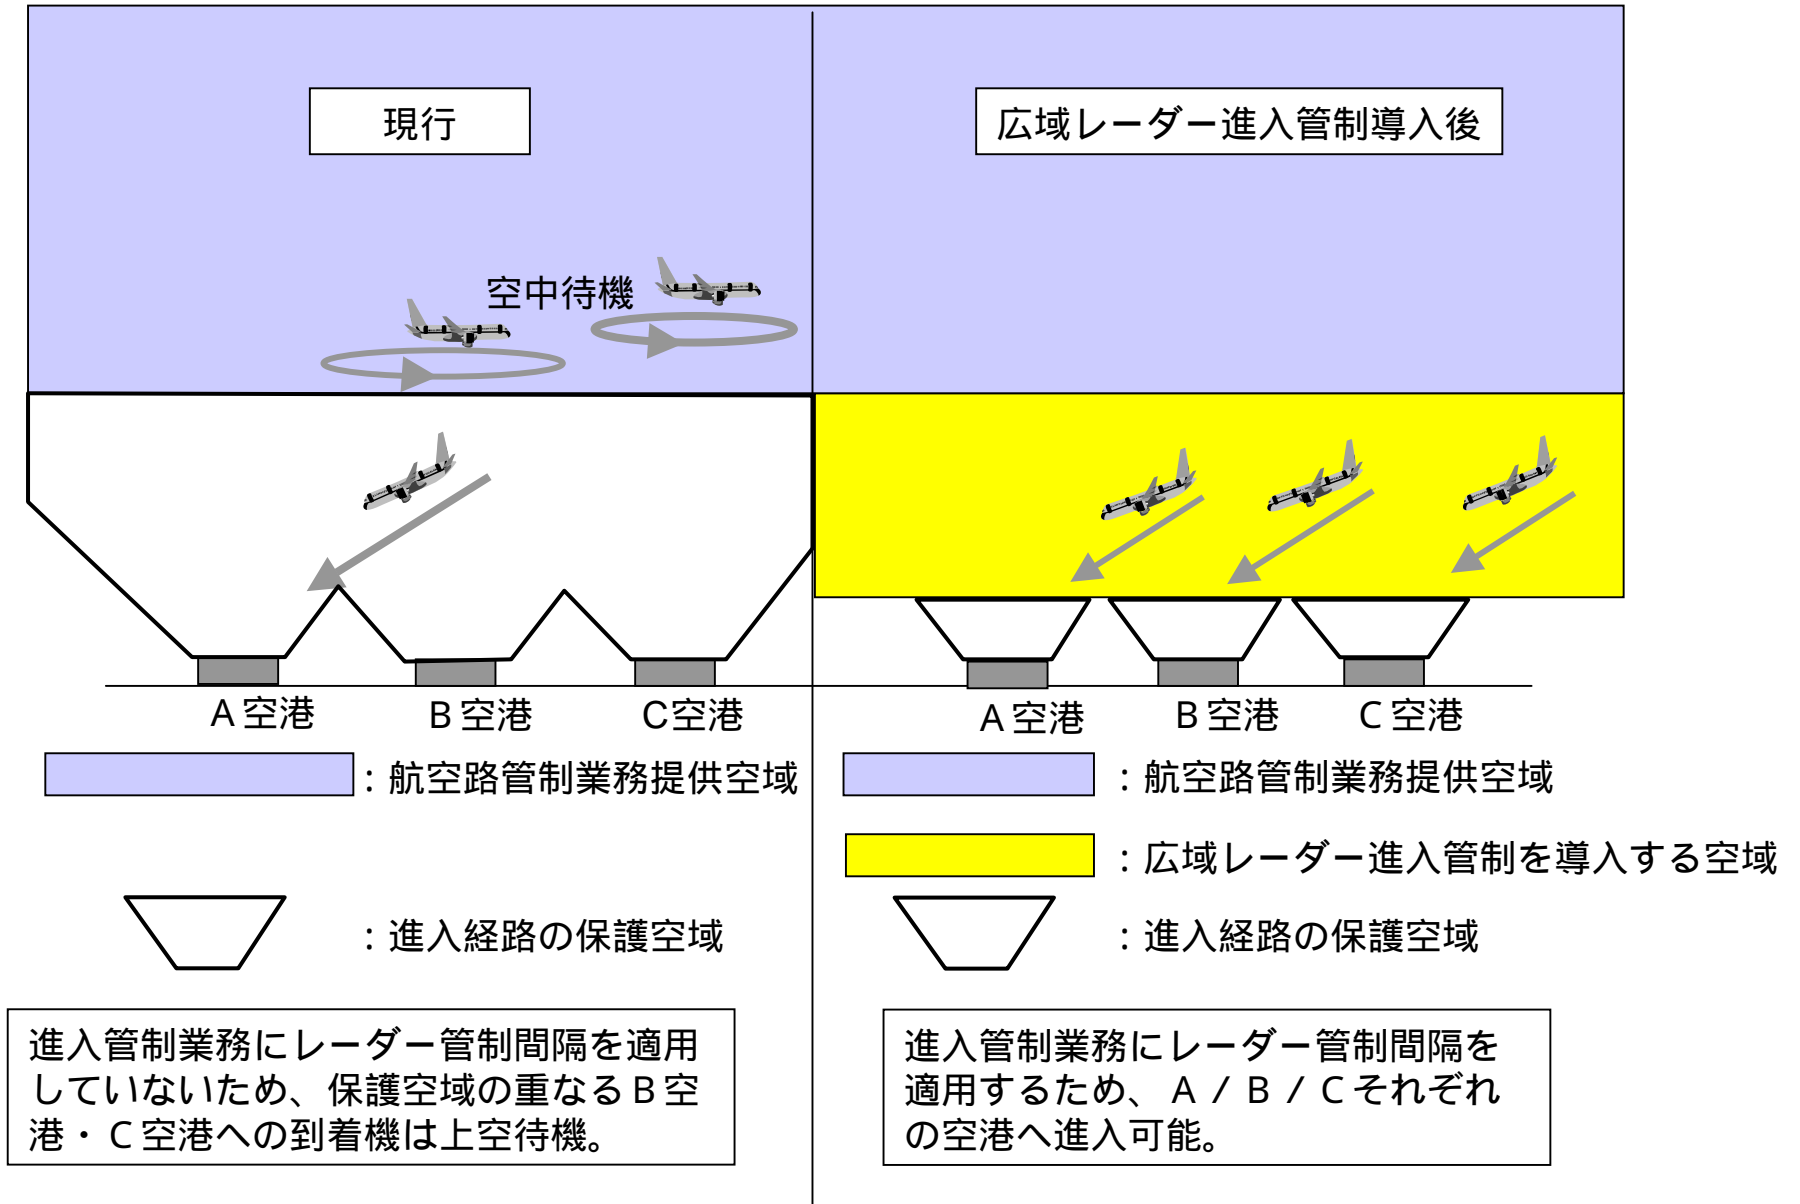 現行
空中待機
A空港
B空港
C空港
：航空路管制業務提供空域
：進入経路の保護空域
進入管制業務にレーダー管制間隔を適用
していないため、保護空域の重なるB空
港・C空港への到着機は上空待機。
広域レーダー進入管制導入後
A空港
B空港
C空港
：航空路管制業務提供空域
：広域レーダー進入管制を導入する空域
：進入経路の保護空域
進入管制業務にレーダー管制間隔を
適用するため、A／B／Cそれぞれ
の空港へ進入可能。